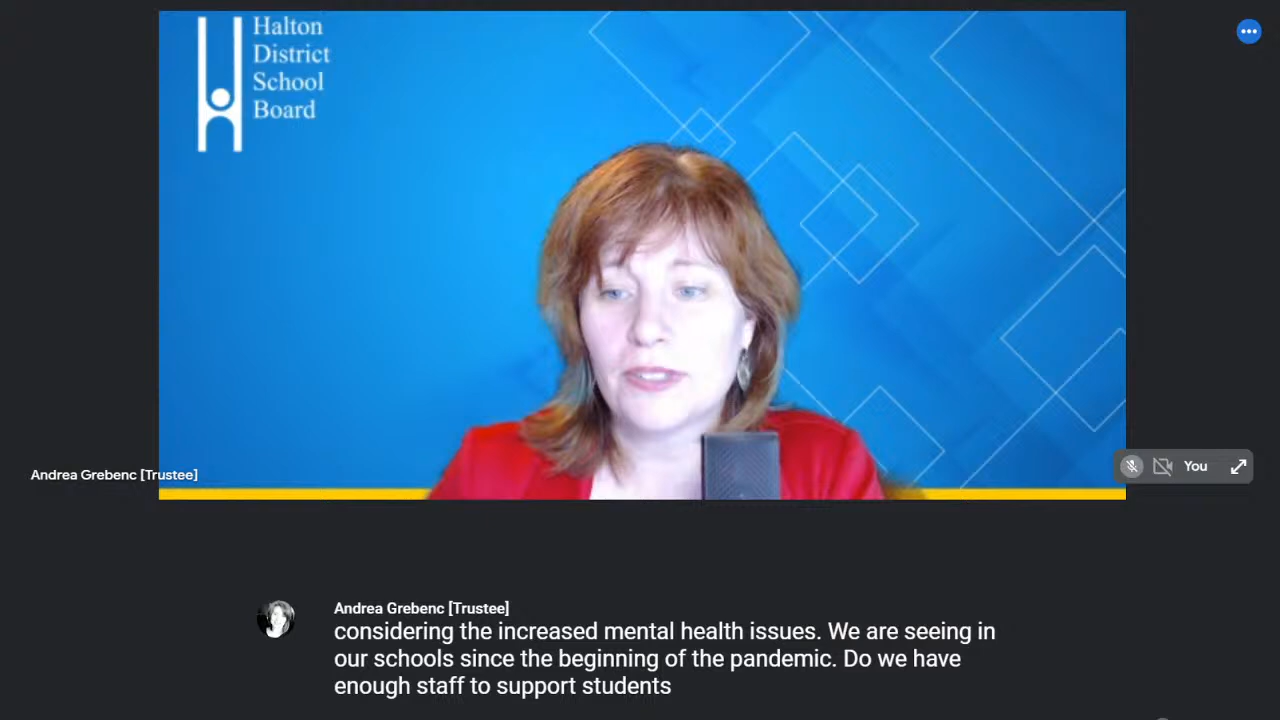 Halton
District
School
Board
Andrea Grebenc [Trustee]
You
Andrea Grebenc [Trustee]
considering the increased mental health issues. We are seeing in
our schools since the beginning of the pandemic. Do we have
enough staff to support students